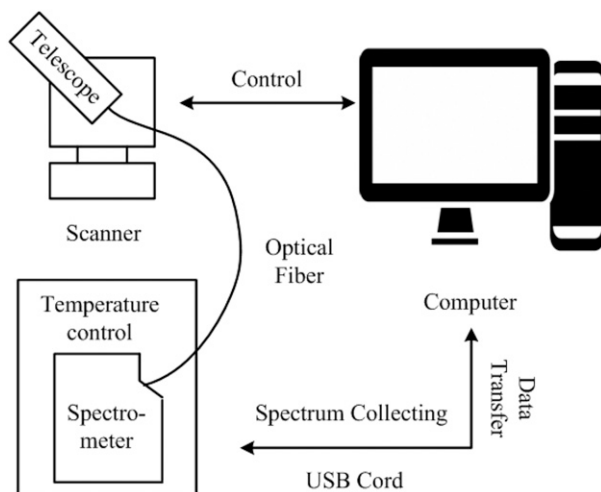 Telescope
Control
Scanner
Optical
Fiber
Computer
Temperature
control
Spectro-
meter
Spectrum Collecting
Data
Transfer
USB Cord